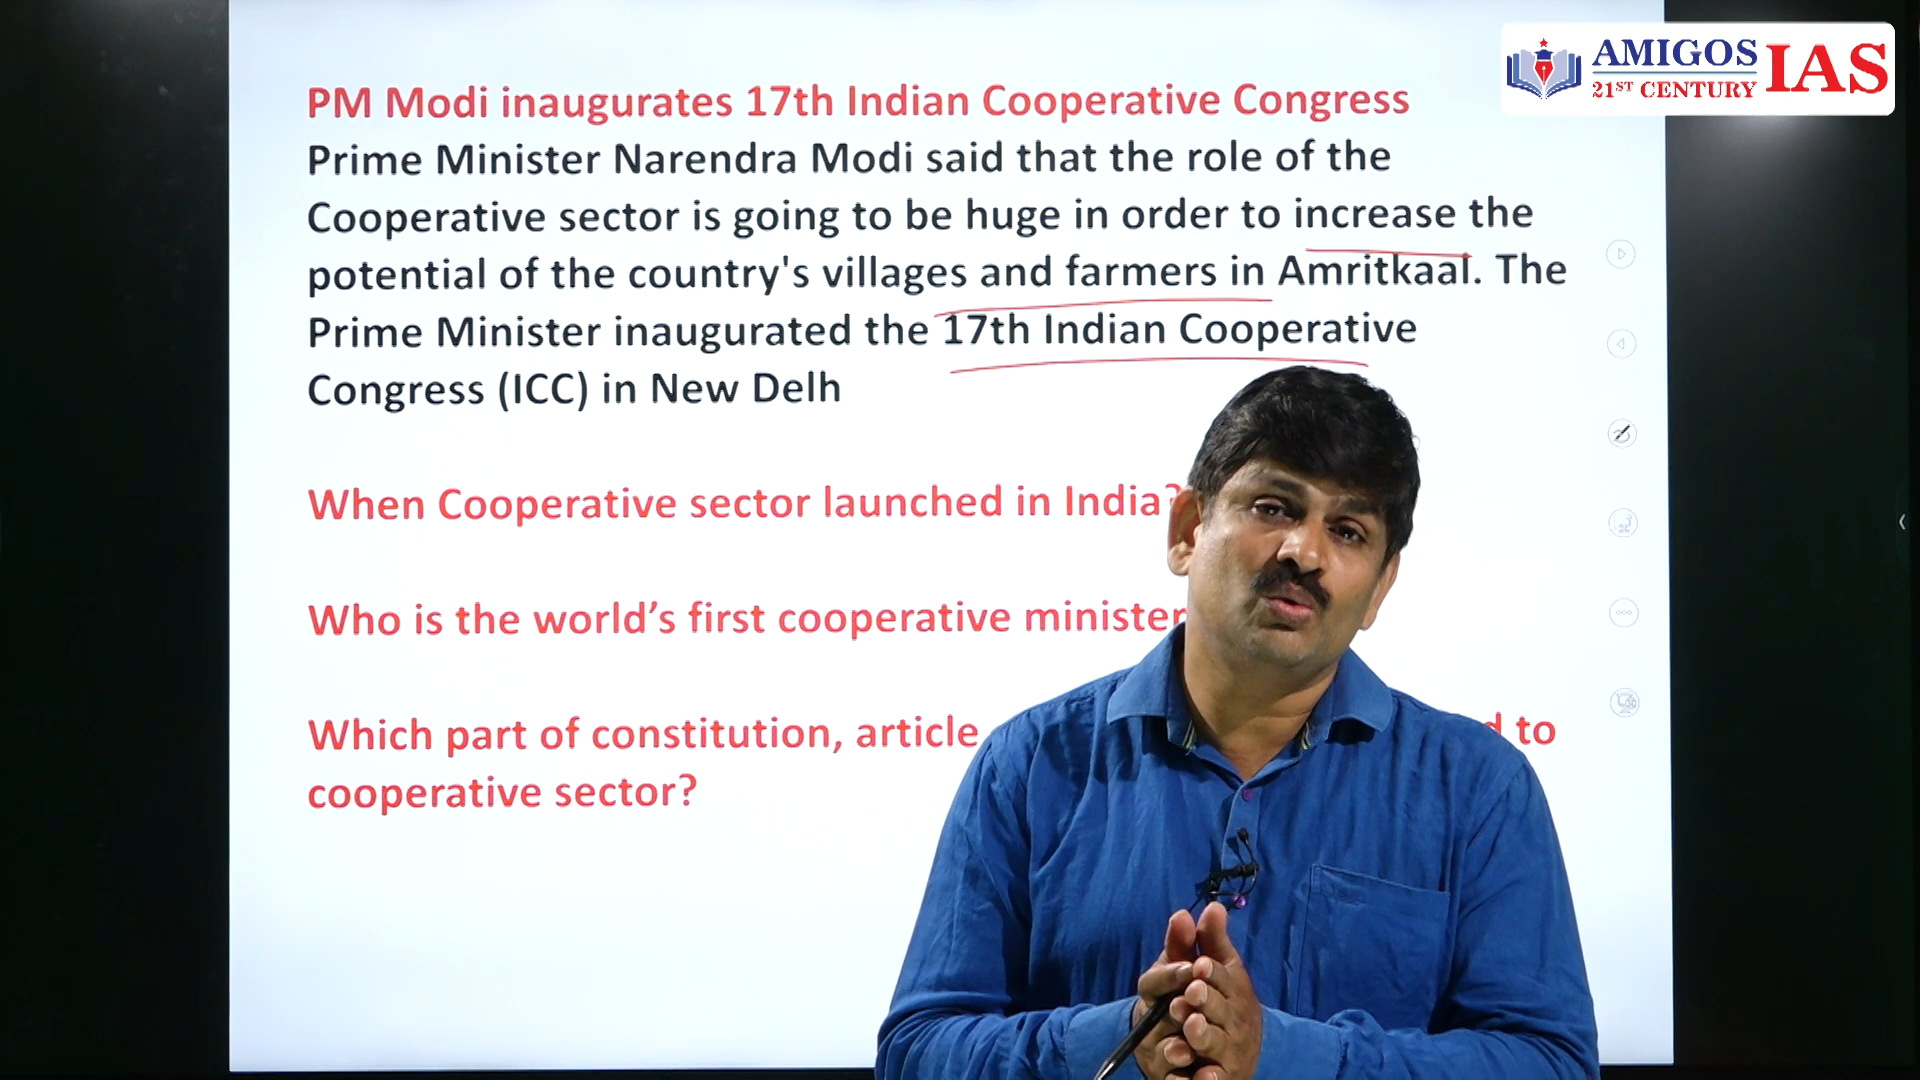 AMIGOS
21ST CENTURY
IAS
PM Modi inaugurates 17th Indian Cooperative Congress
Prime Minister Narendra Modi said that the role of the
Cooperative sector is going to be huge in order to increase the
potential of the country's villages and farmers in Amritkaal. The
Prime Minister inaugurated the 17th Indian Cooperative
Congress (ICC) in New Delh
When Cooperative sector launched in India?
Who is the world’s first cooperative minister
Which part of constitution, article to
cooperative sector?